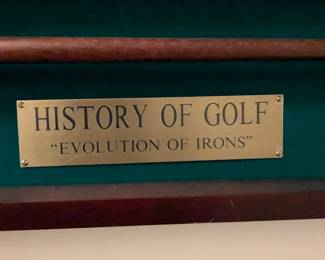 HISTORY OF GOLF
"EVOLUTION OF IRONS"